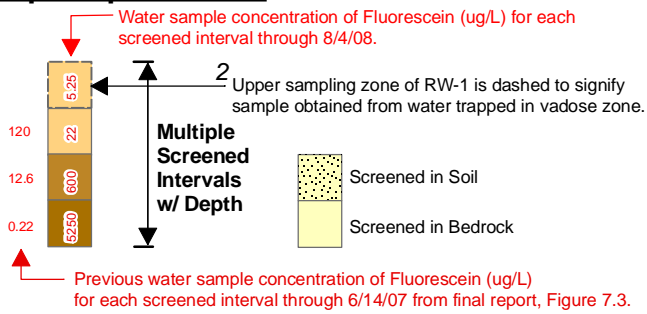 Water sample concentration of Fluorescein (ug/L) for each
screened interval through 8/4/08.
5.25
2
Upper sampling zone of RW-1 is dashed to signify
sample obtained from water trapped in vadose zone.
120
22
Multiple
Screened
Intervals
w/ Depth
12.6
600
Screened in Soil
0.22
5250
Screened in Bedrock
Previous water sample concentration of Fluorescein (ug/L)
for each screened interval through 6/14/07 from final report, Figure 7.3.